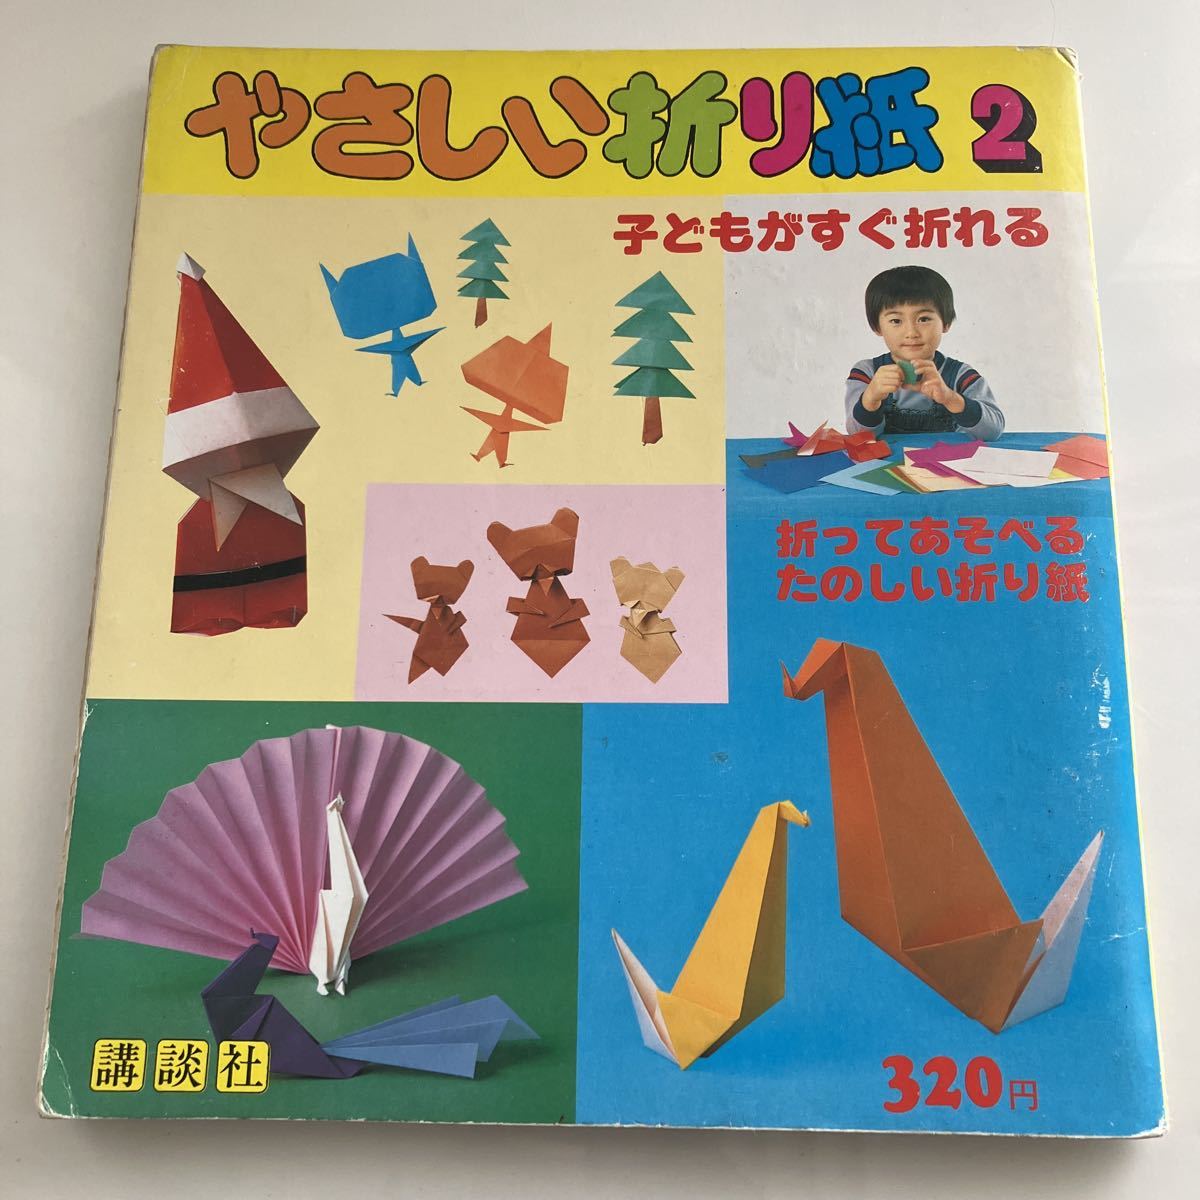 やさしい折り紙 2
子どもがすぐ折れる
折ってあそべる
たのしい折り紙
講談社
320円